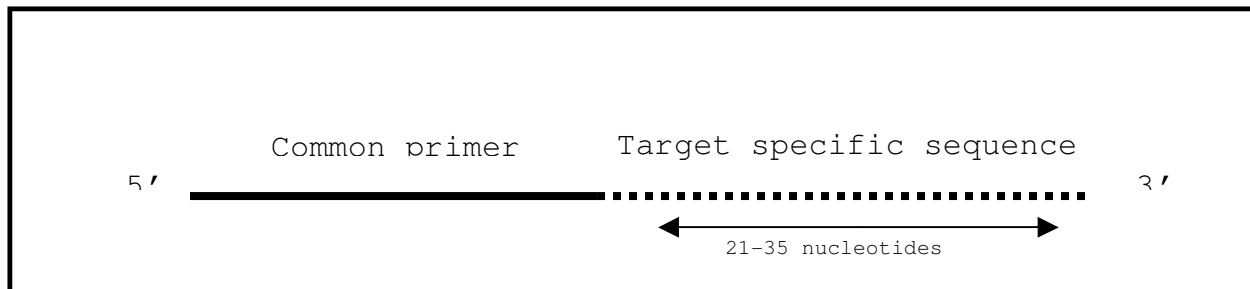 Common primer
Target specific sequence
5’
3’
21-35 nucleotides